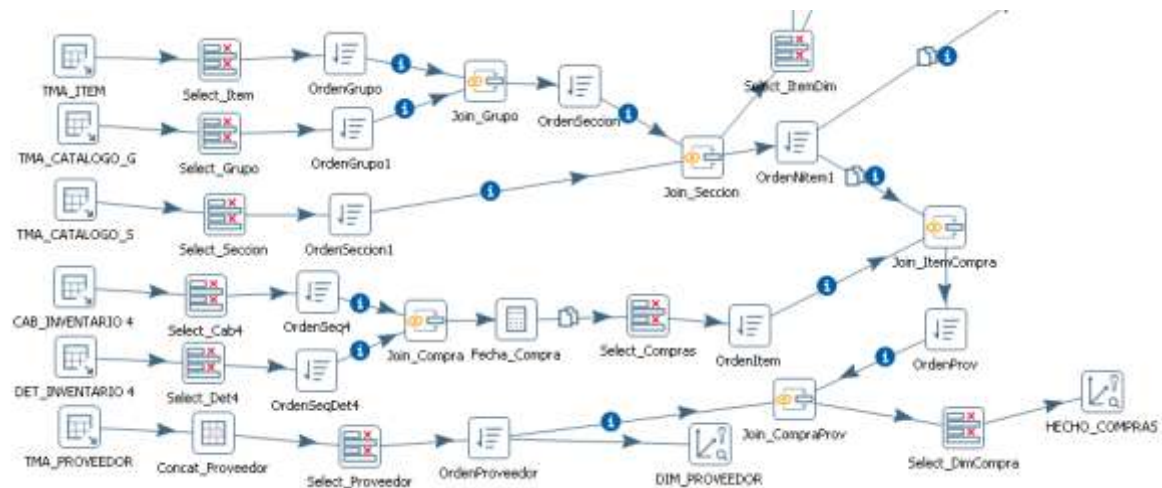 TMA_ITEM
Select_Item
OrdenGrupo
Join_Grupo
OrdenSeccion
Select_ItemDim
TMA_CATALOGO_G
Select_Grupo
OrdenGrupo1
Join_Seccion
OrdenNitem1
TMA_CATALOGO_S
Select_Seccion
OrdenSeccion1
Join_ItemCompra
CAB_INVENTARIO 4
Select_Cab4
OrdenSeq4
Join_Compra
Fecha_Compra
Select_Compras
OrdenItem
OrdenProv
DET_INVENTARIO 4
Select_Det4
OrdenSeqDet4
Join_CompraProv
HECHO_COMPRAS
TMA_PROVEEDOR
Concat_Proveedor
Select_Proveedor
OrdenProveedor
DIM_PROVEEDOR
Select_DimCompra